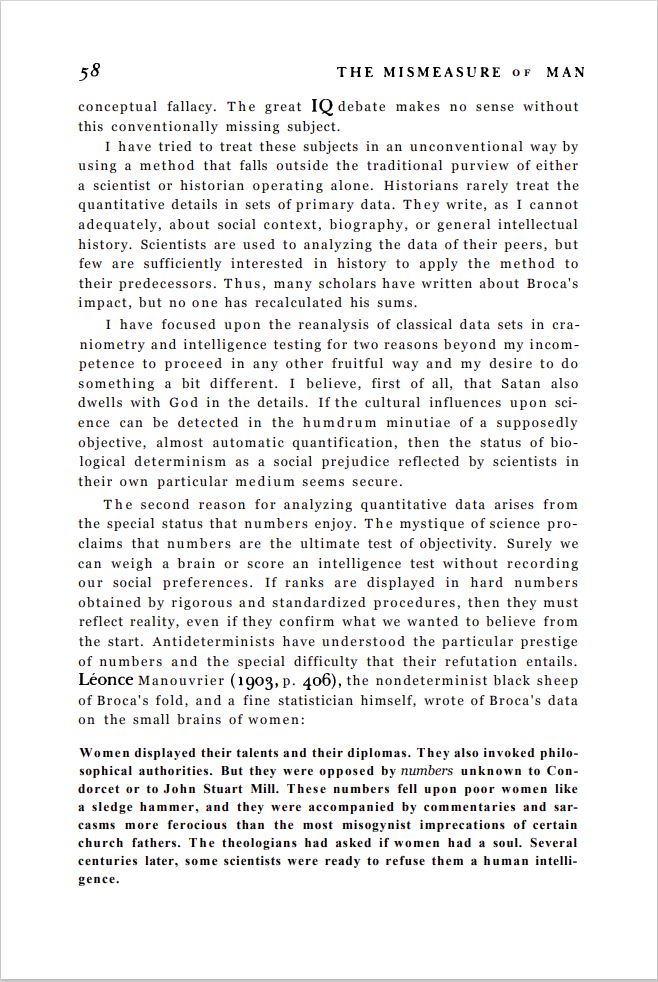 58 THE MISMEASURE OF MAN
conceptual fallacy. The great IQ debate makes no sense without
this conventionally missing subject.
I have tried to treat these subjects in an unconventional way by
using a method that falls outside the traditional purview of either
a scientist or historian operating alone. Historians rarely treat the
quantitative details in sets of primary data. They write, as I cannot
adequately, about social context, biography, or general intellectual
history. Scientists are used to analyzing the data of their peers, but
few are sufficiently interested in history to apply the method to
their predecessors. Thus, many scholars have written about Broca's
impact, but no one has recalculated his sums.
I have focused upon the reanalysis of classical data sets in cra-
niometry and intelligence testing for two reasons beyond my incom-
petence to proceed in any other fruitful way and my desire to do
something a bit different. I believe, first of all, that Satan also
dwells with God in the details. If the cultural influences upon sci-
ence can be detected in the humdrum minutiae of a supposedly
objective, almost automatic quantification, then the status of bio-
logical determinism as a social prejudice reflected by scientists in
their own particular medium seems secure.
The second reason for analyzing quantitative data arises from
the special status that numbers enjoy. The mystique of science pro-
claims that numbers are the ultimate test of objectivity. Surely we
can weigh a brain or score an intelligence test without recording
our social preferences. If ranks are displayed in hard numbers
obtained by rigorous and standardized procedures, then they must
reflect reality, even if they confirm what we wanted to believe from
the start. Antideterminists have understood the particular prestige
of numbers and the special difficulty that their refutation entails.
Léonce Manouvrier (1903, p. 406), the nondeterminist black sheep
of Broca's fold, and a fine statistician himself, wrote of Broca's data
on the small brains of women:
Women displayed their talents and their diplomas. They also invoked philo-
sophical authorities. But they were opposed by numbers unknown to Con-
dorcet or to John Stuart Mill. These numbers fell upon poor women like
a sledge hammer, and they were accompanied by commentaries and sar-
casms more ferocious than the most misogynist imprecations of certain
church fathers. The theologians had asked if women had a soul. Several
centuries later, some scientists were ready to refuse them a human intelli-
gence.